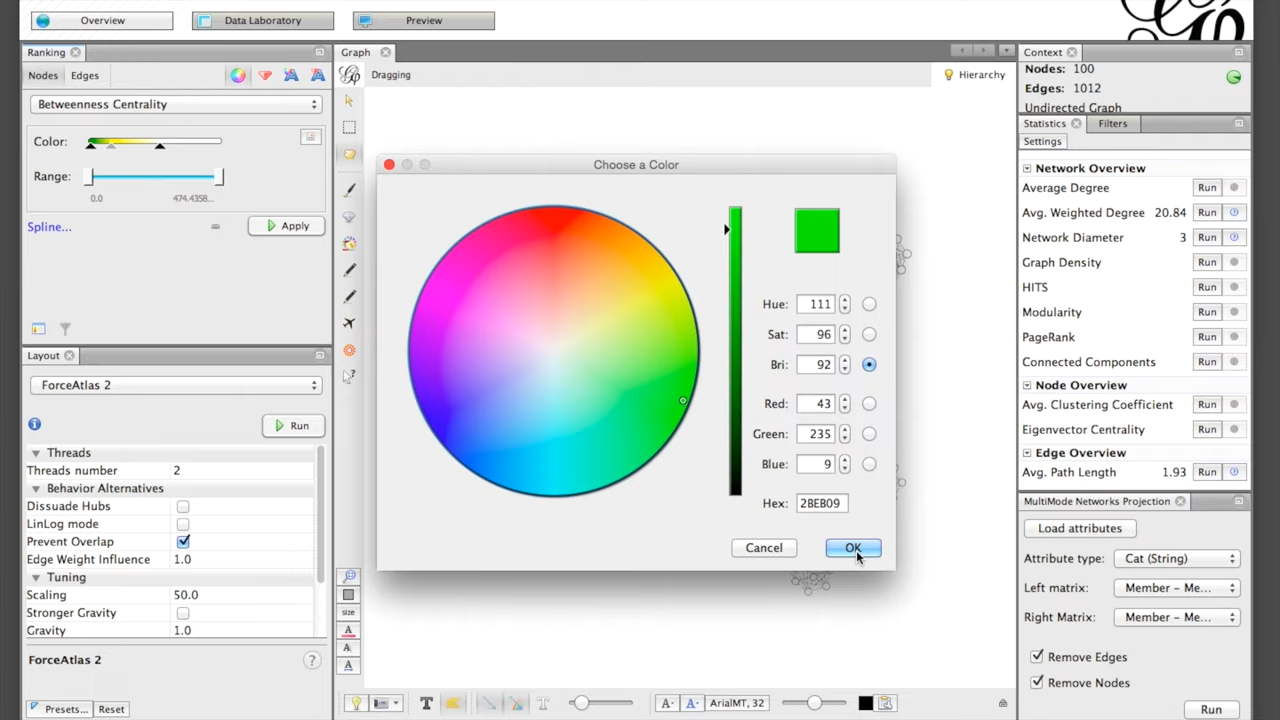 Overview
Data Laboratory
Preview
Ranking
Nodes Edges
Betweenness Centrality
Color:
Range:
0.0 474.4358...
Spline...
Apply
Layout
ForceAtlas 2
Run
Threads
Threads number 2
Behavior Alternatives
Dissuade Hubs
LinLog mode
Prevent Overlap
Edge Weight Influence 1.0
Tuning
Scaling 50.0
Stronger Gravity
Gravity 1.0
ForceAtlas 2
?
Presets... Reset
Graph
Dragging
Hierarchy
Choose a Color
Hue: 111
Sat: 96
Bri: 92
Red: 43
Green: 235
Blue: 9
Hex: 2BEB09
Cancel OK
size
A
A
A
T
T
A- A- ArialMT, 32
Context
Nodes: 100
Edges: 1012
Undirected Graph
Statistics Filters
Settings
Network Overview
Average Degree Run
Avg. Weighted Degree 20.84 Run ?
Network Diameter 3 Run ?
Graph Density Run
HITS Run
Modularity Run
PageRank Run
Connected Components Run
Node Overview
Avg. Clustering Coefficient Run
Eigenvector Centrality Run
Edge Overview
Avg. Path Length 1.93 Run ?
MultiMode Networks Projection
Load attributes
Attribute type: Cat (String)
Left matrix: Member – Me...
Right Matrix: Member – Me...
Remove Edges
Remove Nodes
Run